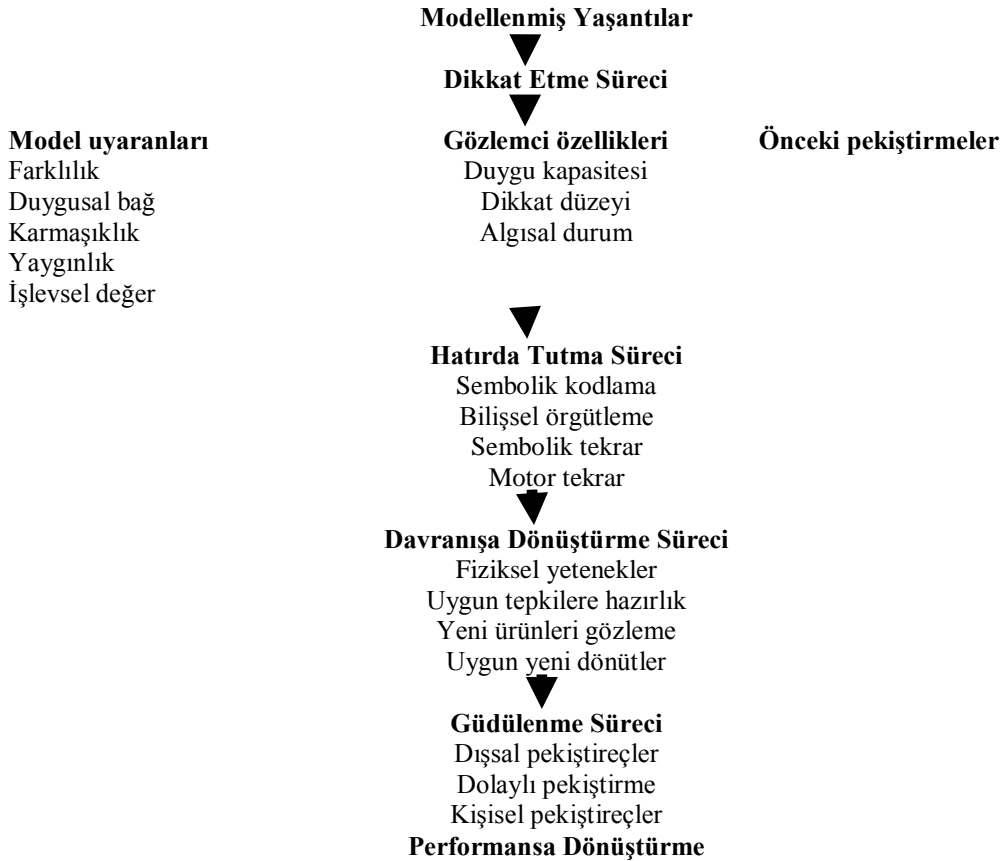 Modellenmiş Yaşantılar
Dikkat Etme Süreci
Model uyaranları
Farklılık
Duygusal bağ
Karmaşıklık
Yaygınlık
İşlevsel değer
Gözlemci özellikleri
Duygu kapasitesi
Dikkat düzeyi
Algısal durum
Önceki pekiştirmeler
Hatırda Tutma Süreci
Sembolik kodlama
Bilişsel örgütleme
Sembolik tekrar
Motor tekrar
Davranışa Dönüştürme Süreci
Fiziksel yetenekler
Uygun tepkilere hazırlık
Yeni ürünleri gözleme
Uygun yeni dönütler
Güdülenme Süreci
Dışsal pekiştireçler
Dolaylı pekiştirme
Kişisel pekiştireçler
Performansa Dönüştürme